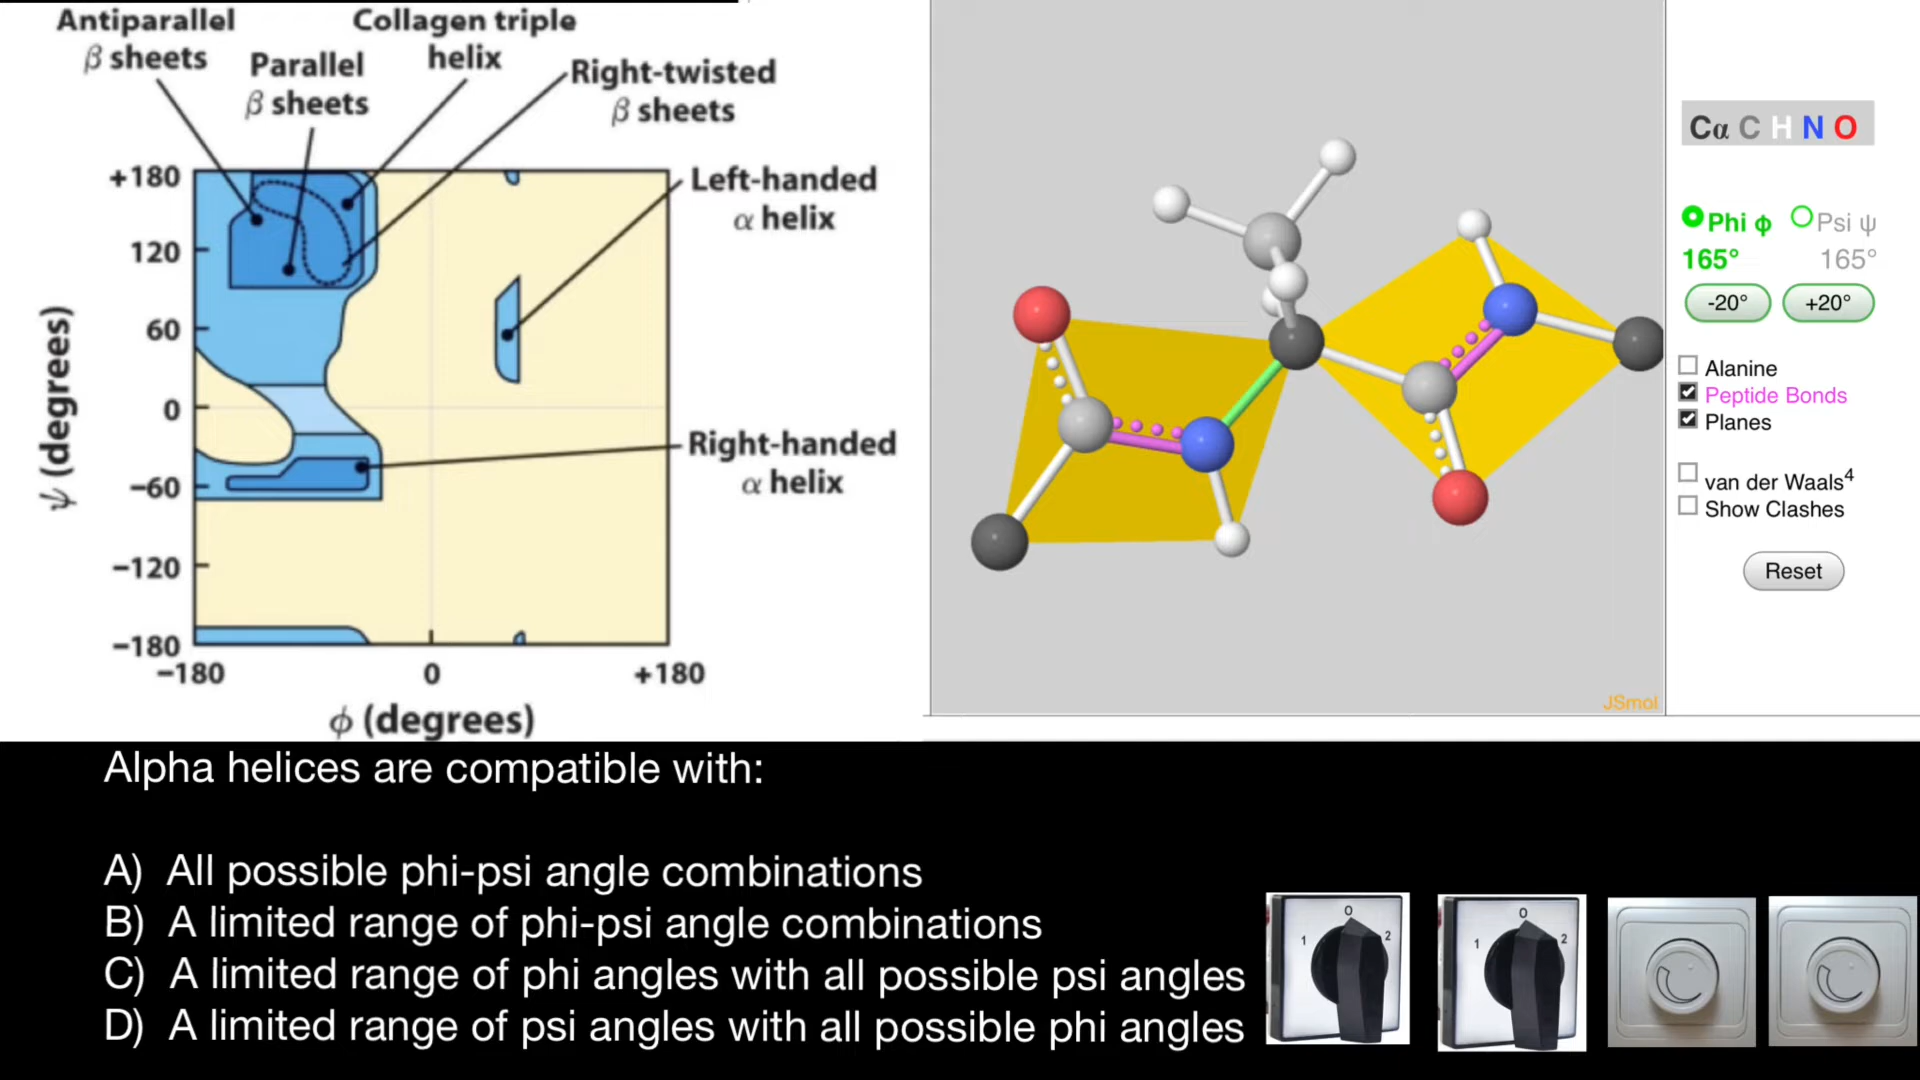 Antiparallel
β sheets
Parallel
β sheets
Collagen triple
helix
Right-twisted
β sheets
Left-handed
α helix
Right-handed
α helix
+180
120
60
0
−60
−120
−180
ψ (degrees)
−180
0
+180
ϕ (degrees)
JSmol
Cα C H N O
Phi ϕ
Psi ψ
165°
165°
-20°
+20°
Alanine
Peptide Bonds
Planes
van der Waals4
Show Clashes
Reset
Alpha helices are compatible with:
A) All possible phi-psi angle combinations
B) A limited range of phi-psi angle combinations
C) A limited range of phi angles with all possible psi angles
D) A limited range of psi angles with all possible phi angles
0
1
2
0
1
2